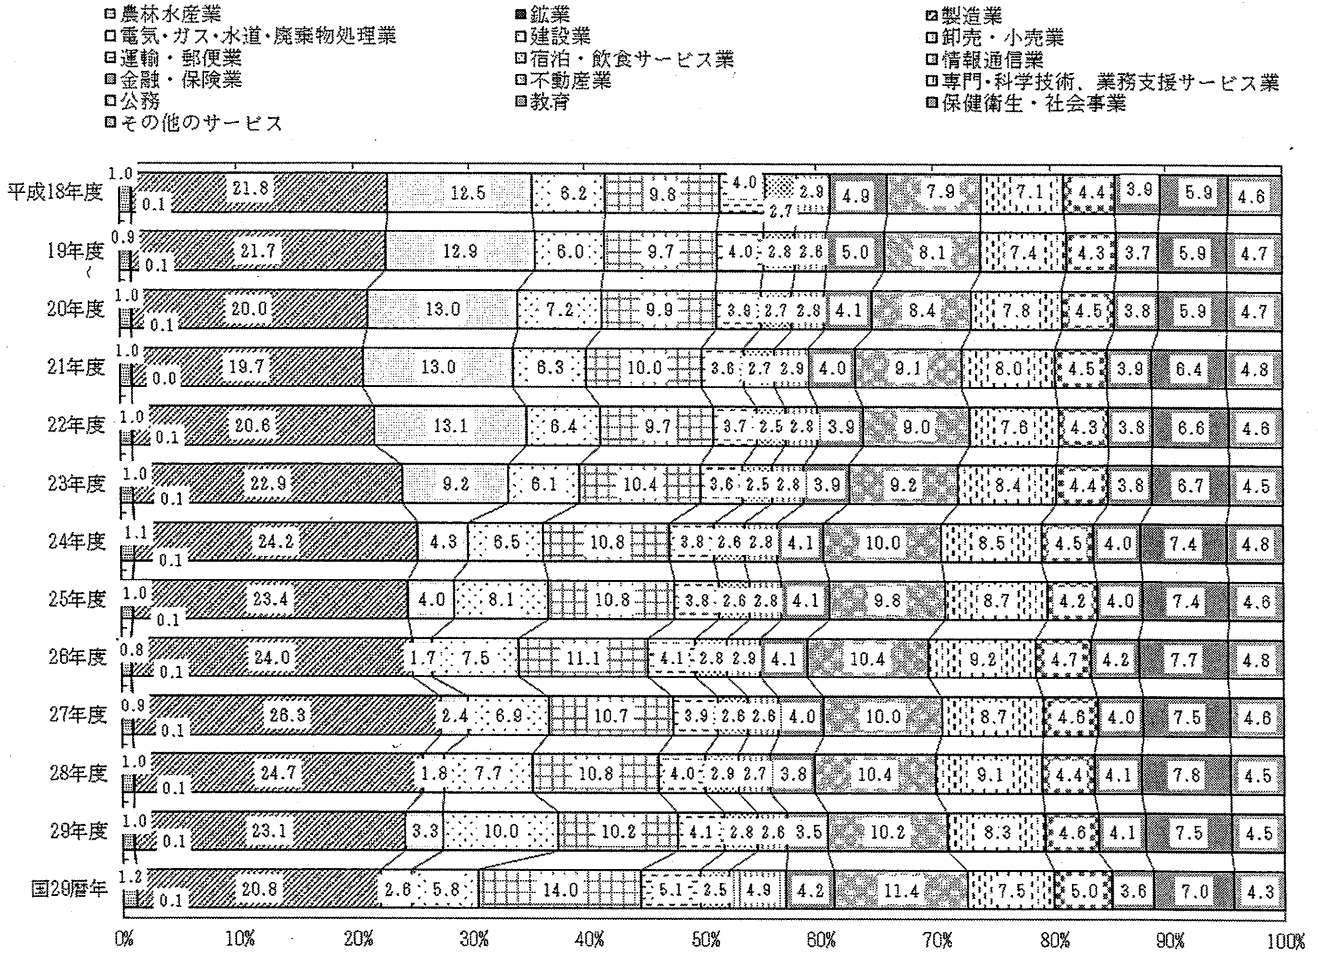 農林水産業 鉱業 製造業
電気・ガス・水道・廃棄物処理業 建設業 卸売・小売業
運輸・郵便業 宿泊・飲食サービス業 情報通信業
金融・保険業 不動産業 専門・科学技術、業務支援サービス業
公務 教育 保健衛生・社会事業
その他のサービス
平成18年度 1.0 0.1 21.8 12.5 6.2 9.8 4.0 2.7 2.9 4.9 7.9 7.1 4.4 3.9 5.9 4.6
19年度 0.9 0.1 21.7 12.9 6.0 9.7 4.0 2.8 2.6 5.0 8.1 7.4 4.3 3.7 5.9 4.7
20年度 1.0 0.1 20.0 13.0 7.2 9.9 3.9 2.7 2.8 4.1 8.4 7.8 4.5 3.8 5.9 4.7
21年度 1.0 0.0 19.7 13.0 6.3 10.0 3.6 2.7 2.9 4.0 9.1 8.0 4.5 3.9 6.4 4.8
22年度 1.0 0.1 20.6 13.1 6.4 9.7 3.7 2.5 2.8 3.9 9.0 7.6 4.3 3.8 6.6 4.6
23年度 1.0 0.1 22.9 9.2 6.1 10.4 3.6 2.5 2.8 3.9 9.2 8.4 4.4 3.8 6.7 4.5
24年度 1.1 0.1 24.2 4.3 6.5 10.8 3.8 2.6 2.8 4.1 10.0 8.5 4.5 4.0 7.4 4.8
25年度 1.0 0.1 23.4 4.0 8.1 10.8 3.8 2.6 2.8 4.1 9.8 8.7 4.2 4.0 7.4 4.6
26年度 0.8 0.1 24.0 1.7 7.5 11.1 4.1 2.8 2.9 4.1 10.4 9.2 4.7 4.2 7.7 4.8
27年度 0.9 0.1 26.3 2.4 6.9 10.7 3.9 2.6 2.6 4.0 10.0 8.7 4.6 4.0 7.5 4.6
28年度 1.0 0.1 24.7 1.8 7.7 10.8 4.0 2.9 2.7 3.8 10.4 9.1 4.4 4.1 7.8 4.5
29年度 1.0 0.1 23.1 3.3 10.0 10.2 4.1 2.8 2.6 3.5 10.2 8.3 4.6 4.1 7.5 4.5
国29暦年 1.2 0.1 20.8 2.6 5.8 14.0 5.1 2.5 4.9 4.2 11.4 7.5 5.0 3.6 7.0 4.3
0% 10% 20% 30% 40% 50% 60% 70% 80% 90% 100%